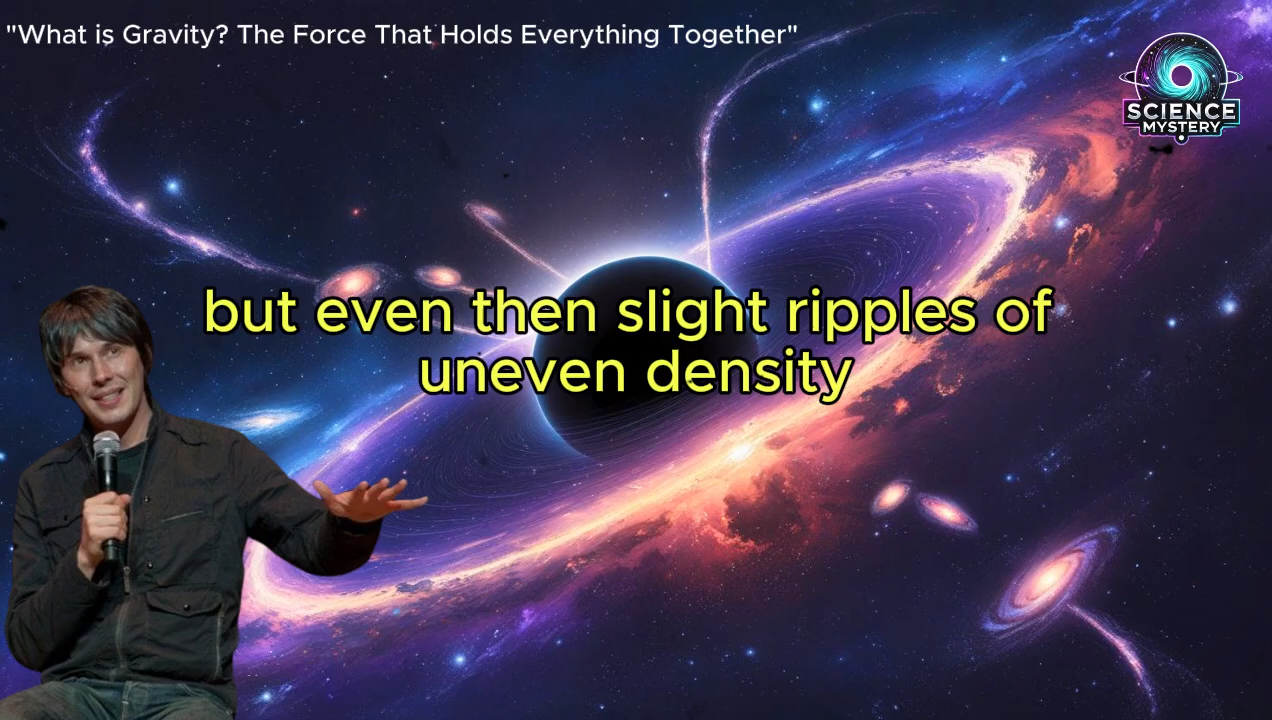 "What is Gravity? The Force That Holds Everything Together"
SCIENCE
MYSTERY
but even then slight ripples of
uneven density